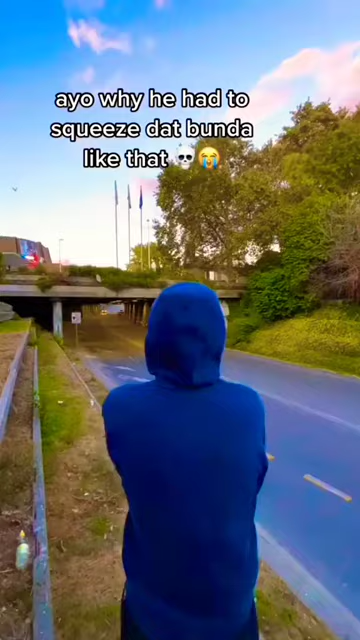 ayo why he had to
squeeze dat bunda
like that 💀😭